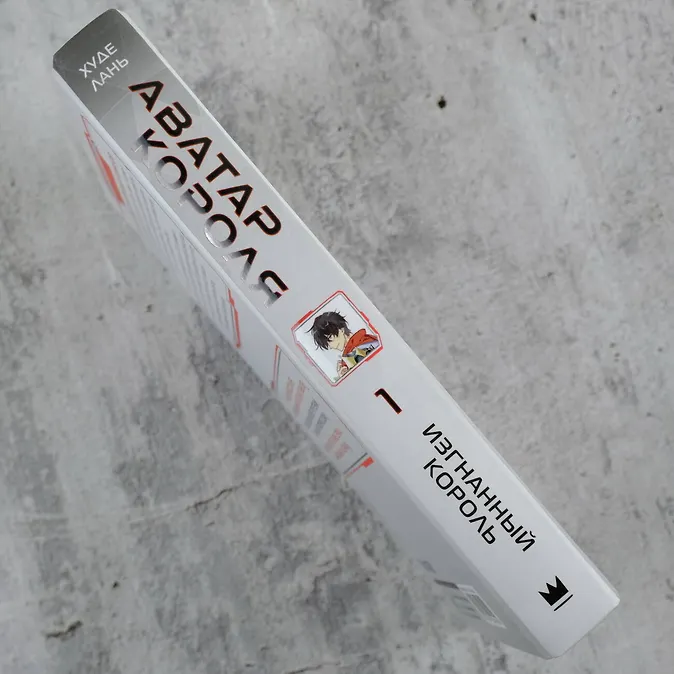 ХУДЕ
ЛАНЬ
АВАТАР
КОРОЛЯ
1
ИЗГНАННЫЙ
КОРОЛЬ